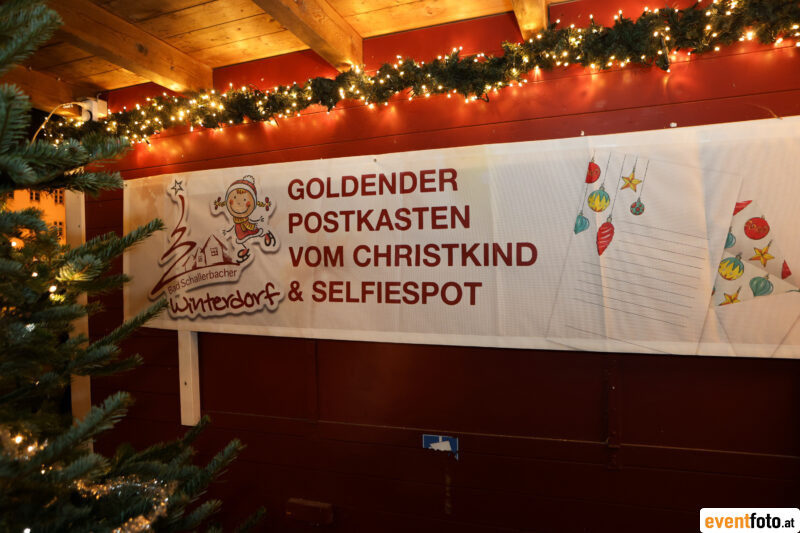 Bad Schallerbacher
Winterdorf
GOLDENDER
POSTKASTEN
VOM CHRISTKIND
& SELFIESPOT
eventfoto.at